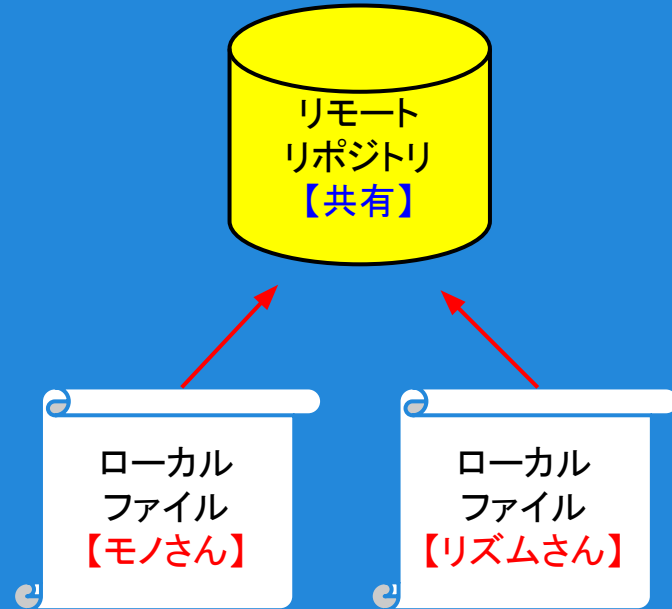 リモート
リポジトリ
【共有】
ローカル
ファイル
【モノさん】
ローカル
ファイル
【リズムさん】